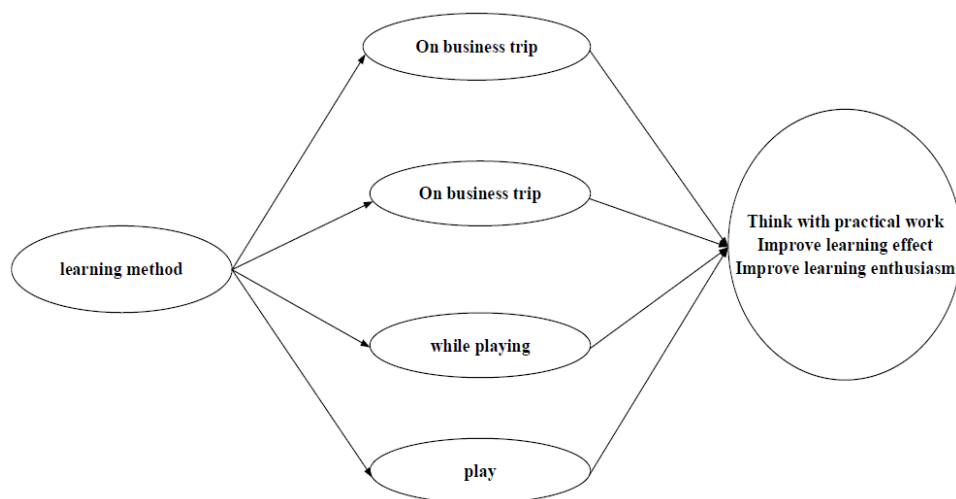 On business trip
On business trip
learning method
Think with practical work
Improve learning effect
Improve learning enthusiasm
while playing
play